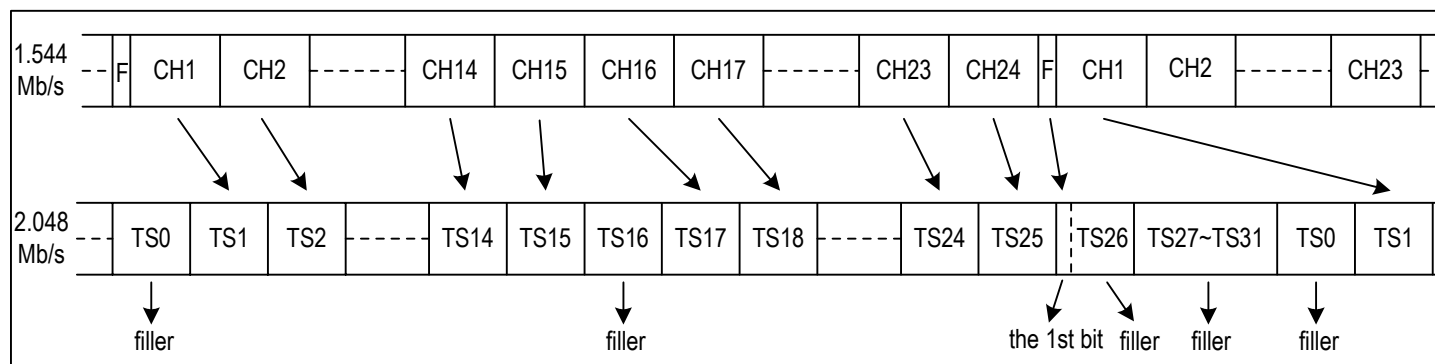 1.544
Mb/s
F CH1 CH2 CH14 CH15 CH16 CH17 CH23 CH24 F CH1 CH2 CH23
2.048
Mb/s
TS0 TS1 TS2 TS14 TS15 TS16 TS17 TS18 TS24 TS25 TS26 TS27~TS31 TS0 TS1
filler filler the 1st bit filler filler filler